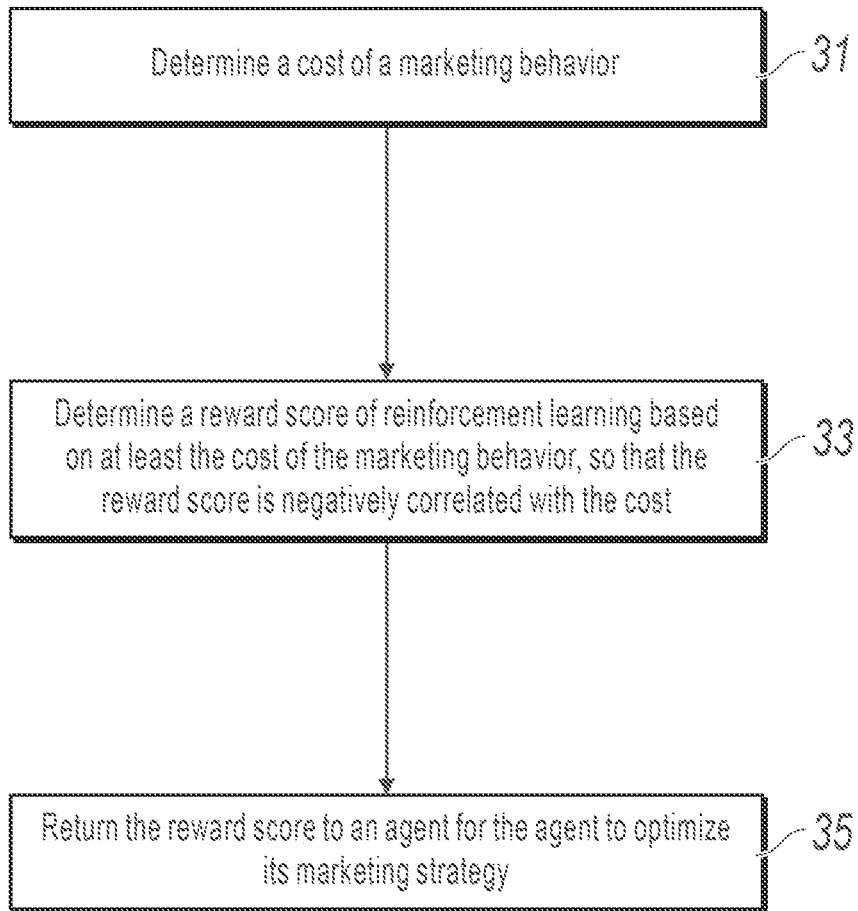 Determine a cost of a marketing behavior
31
Determine a reward score of reinforcement learning based
on at least the cost of the marketing behavior, so that the
reward score is negatively correlated with the cost
33
Return the reward score to an agent for the agent to optimize
its marketing strategy
35